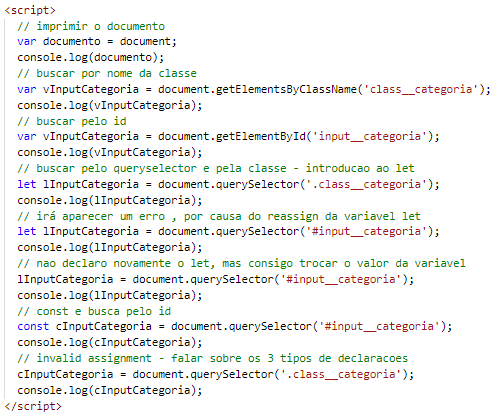 <script>
// imprimir o documento
var documento = document;
console.log(documento);
// buscar por nome da classe
var vInputCategoria = document.getElementsByClassName('class__categoria');
console.log(vInputCategoria);
// buscar pelo id
var vInputCategoria = document.getElementById('input__categoria');
console.log(vInputCategoria);
// buscar pelo queryselector e pela classe - introducao ao let
let lInputCategoria = document.querySelector('.class__categoria');
console.log(lInputCategoria);
// irá aparecer um erro , por causa do reassign da variavel let
let lInputCategoria = document.querySelector('#input__categoria');
console.log(lInputCategoria);
// nao declaro novamente o let, mas consigo trocar o valor da variavel
lInputCategoria = document.querySelector('#input__categoria');
console.log(lInputCategoria);
// const e busca pelo id
const cInputCategoria = document.querySelector('#input__categoria');
console.log(cInputCategoria);
// invalid assignment - falar sobre os 3 tipos de declaracoes
cInputCategoria = document.querySelector('.class__categoria');
console.log(cInputCategoria);
</script>